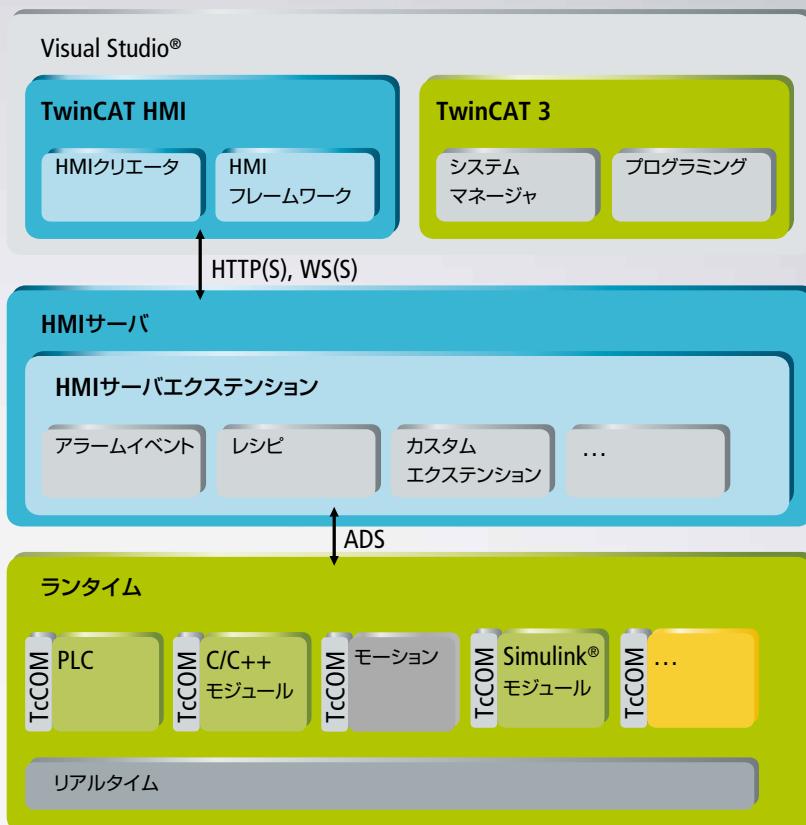 Visual Studio®
TwinCAT HMI
HMIクリエータ
HMI
フレームワーク
TwinCAT 3
システム
マネージャ
プログラミング
HTTP(S), WS(S)
HMIサーバ
HMIサーバエクステンション
アラームイベント
レシピ
カスタム
エクステンション
...
ADS
ランタイム
TcCOM
PLC
TcCOM
C/C++
モジュール
TcCOM
モーション
TcCOM
Simulink®
モジュール
TcCOM
...
リアルタイム